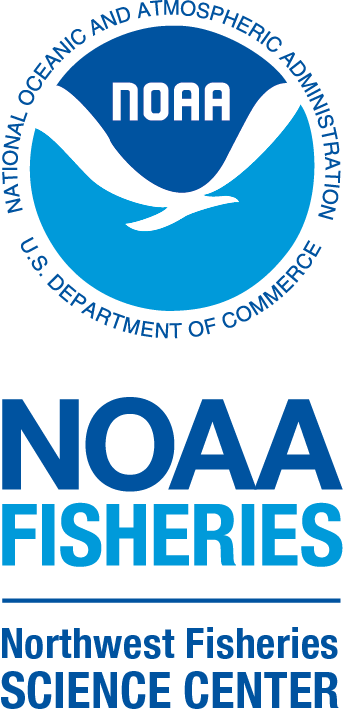 NATIONAL OCEANIC AND ATMOSPHERIC ADMINISTRATION
NOAA
U.S. DEPARTMENT OF COMMERCE
NOAA
FISHERIES
Northwest Fisheries
SCIENCE CENTER